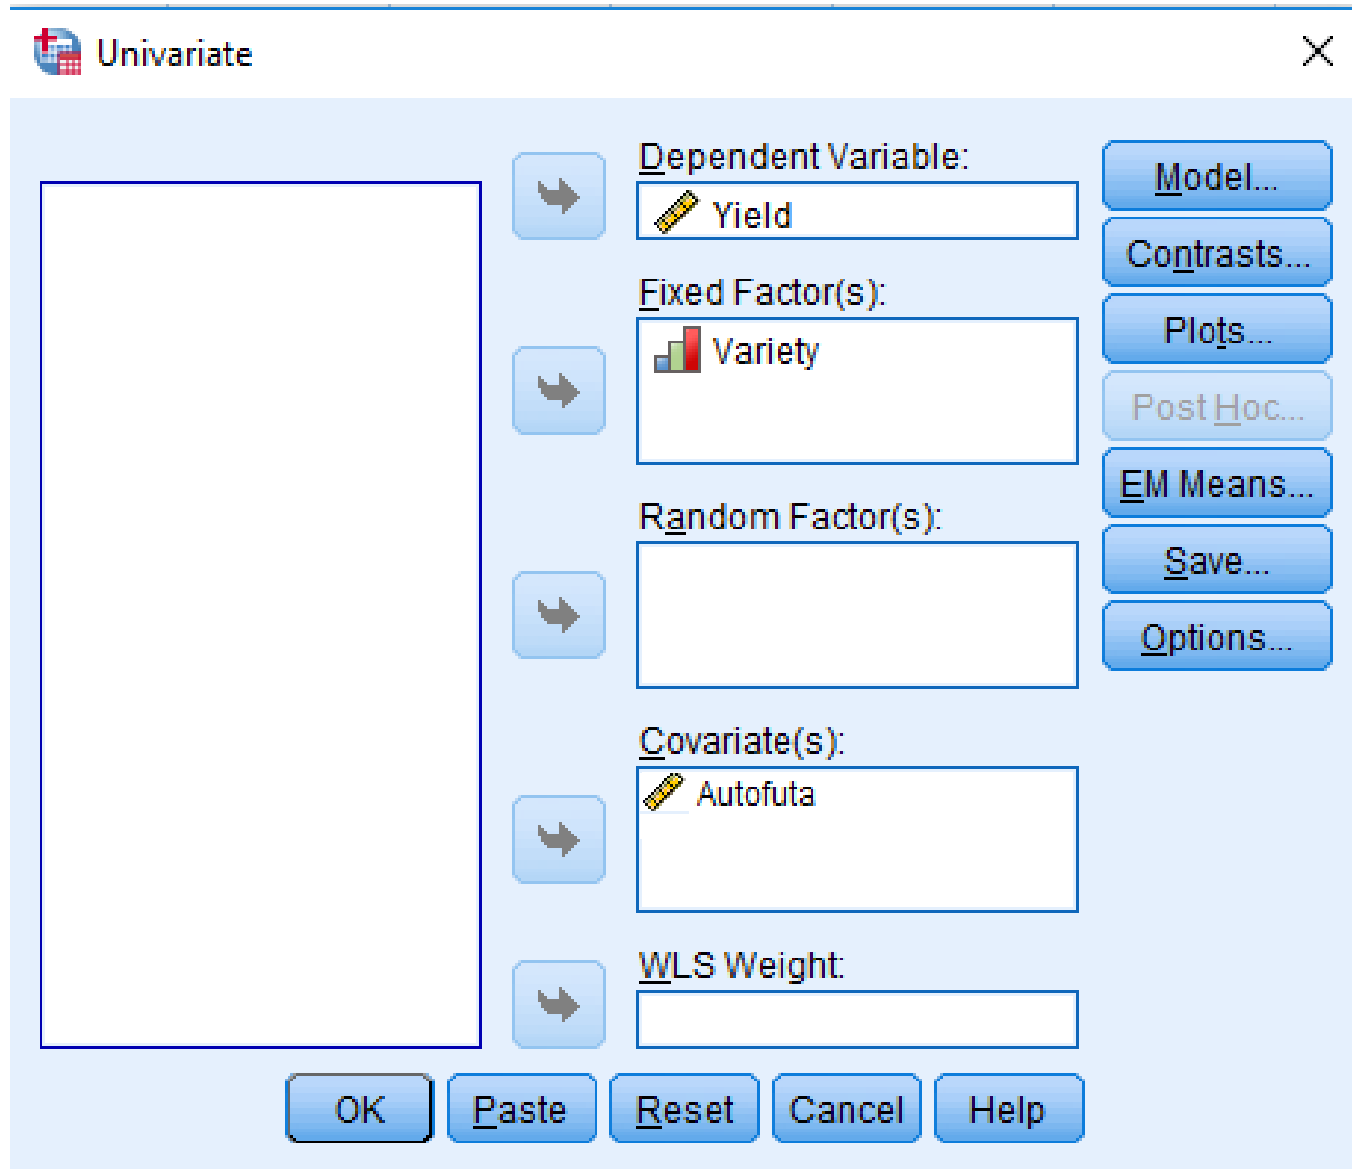 Univariate
Dependent Variable:
Yield
Fixed Factor(s):
Variety
Random Factor(s):
Covariate(s):
Autofuta
WLS Weight:
Model...
Contrasts...
Plots...
Post Hoc...
EM Means...
Save...
Options...
OK Paste Reset Cancel Help